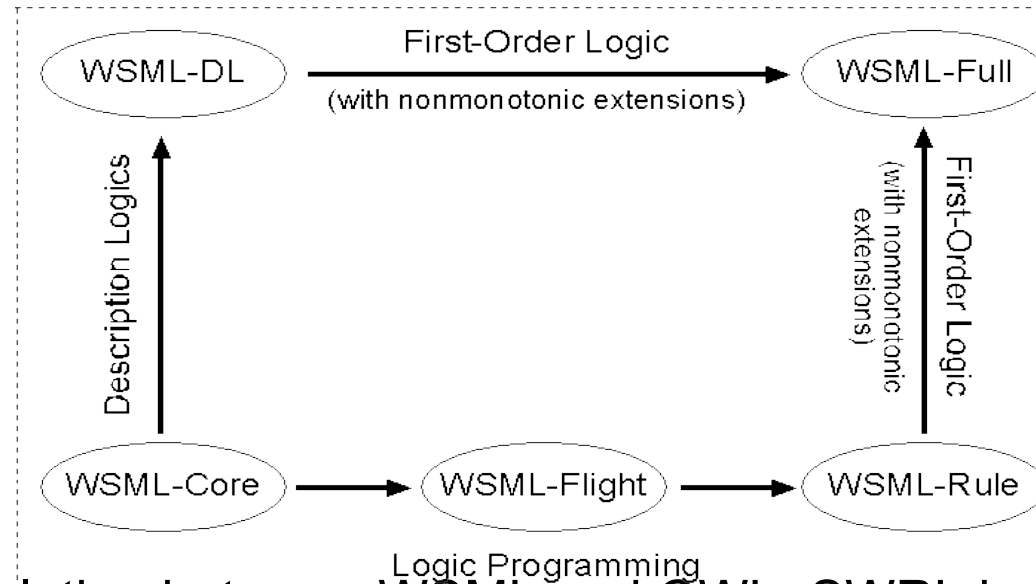 First-Order Logic
WSML-DL
WSML-Full
(with nonmonotonic extensions)
Description Logics
First-Order Logic
(with nonmonotonic
extensions)
WSML-Core
WSML-Flight
WSML-Rule
Logic Programming